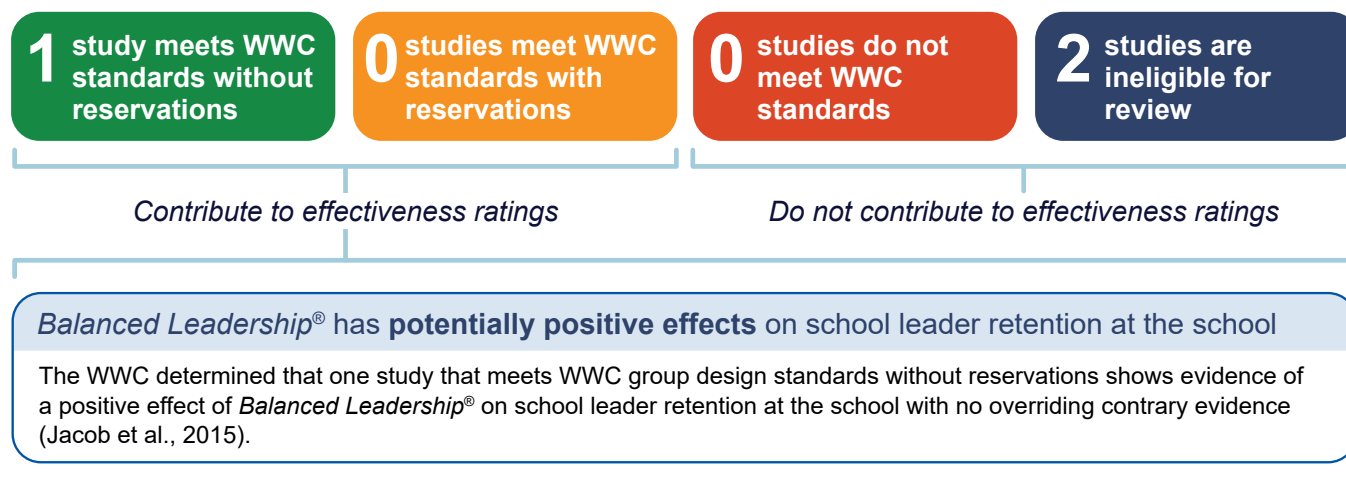 1 study meets WWC
standards without
reservations
0 studies meet WWC
standards with
reservations
0 studies do not
meet WWC
standards
2 studies are
ineligible for
review
Contribute to effectiveness ratings
Do not contribute to effectiveness ratings
Balanced Leadership® has potentially positive effects on school leader retention at the school
The WWC determined that one study that meets WWC group design standards without reservations shows evidence of
a positive effect of Balanced Leadership® on school leader retention at the school with no overriding contrary evidence
(Jacob et al., 2015).